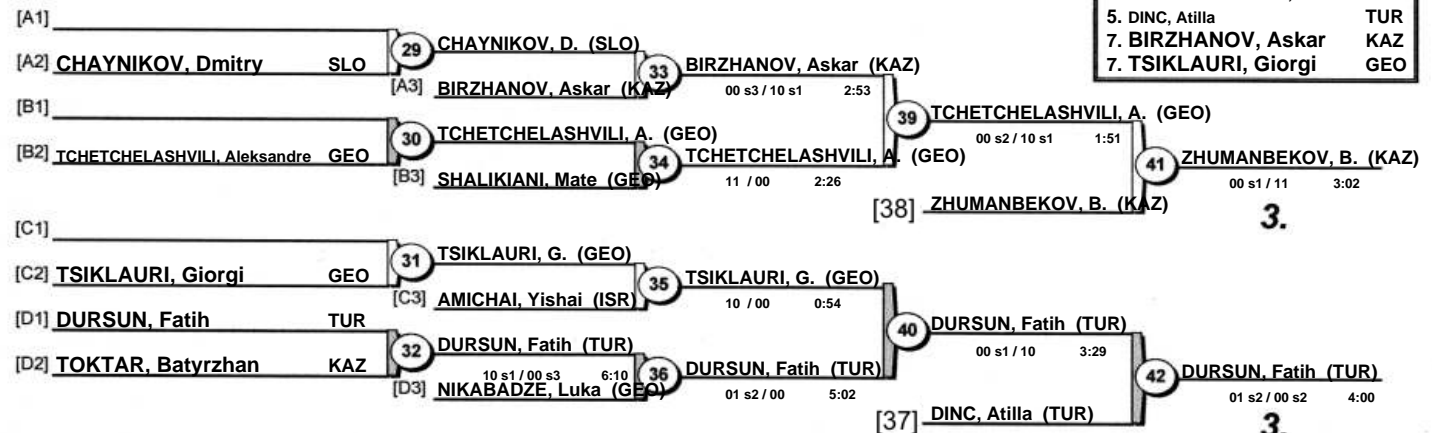 5. DINC, Atilla TUR
7. BIRZHANOV, Askar KAZ
7. TSIKLAURI, Giorgi GEO
[A1]
[A2] CHAYNIKOV, Dmitry SLO
29
CHAYNIKOV, D. (SLO)
[A3] BIRZHANOV, Askar (KAZ)
33
BIRZHANOV, Askar (KAZ)
00 s3 / 10 s1 2:53
[B1]
[B2] TCHETCHELASHVILI, Aleksandre GEO
30
TCHETCHELASHVILI, A. (GEO)
[B3] SHALIKIANI, Mate (GEO)
34
TCHETCHELASHVILI, A. (GEO)
11 / 00 2:26
39
TCHETCHELASHVILI, A. (GEO)
00 s2 / 10 s1 1:51
[38] ZHUMANBEKOV, B. (KAZ)
41
ZHUMANBEKOV, B. (KAZ)
00 s1 / 11 3:02
3.
[C1]
[C2] TSIKLAURI, Giorgi GEO
31
TSIKLAURI, G. (GEO)
[C3] AMICHAI, Yishai (ISR)
35
TSIKLAURI, G. (GEO)
10 / 00 0:54
[D1] DURSUN, Fatih TUR
[D2] TOKTAR, Batyrzhan KAZ
32
DURSUN, Fatih (TUR)
10 s1 / 00 s3 6:10
[D3] NIKABADZE, Luka (GEO)
36
DURSUN, Fatih (TUR)
01 s2 / 00 5:02
40
DURSUN, Fatih (TUR)
00 s1 / 10 3:29
[37] DINC, Atilla (TUR)
42
DURSUN, Fatih (TUR)
01 s2 / 00 s2 4:00
3.